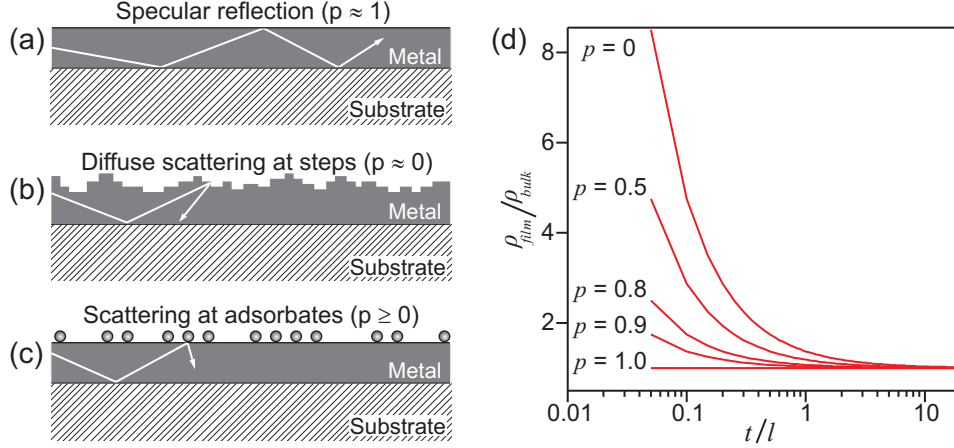 (a)
Specular reflection (p ≈ 1)
Metal
Substrate
(b)
Diffuse scattering at steps (p ≈ 0)
Metal
Substrate
(c)
Scattering at adsorbates (p ≥ 0)
Metal
Substrate
(d)
ρfilm/ρbulk
8
6
4
2
p = 0
p = 0.5
p = 0.8
p = 0.9
p = 1.0
0.01 0.1 1 10
t/l